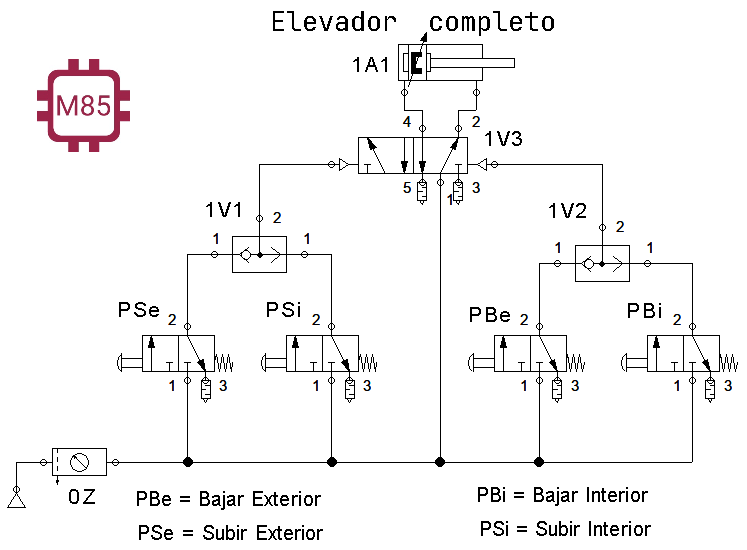 Elevador completo
1A1
M85
4 2
1V3
5 1 3
1V1
2
1 1
1V2
2
1 1
PSe
2
1 3
PSi
2
1 3
PBe
2
1 3
PBi
2
1 3
0Z
PBe = Bajar Exterior
PSe = Subir Exterior
PBi = Bajar Interior
PSi = Subir Interior